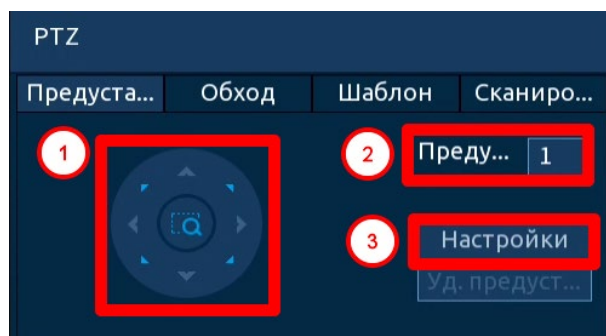 PTZ
Предуста... Обход Шаблон Сканиро...
1 2 Преду... 1
3 Настройки
Уд. предуст...